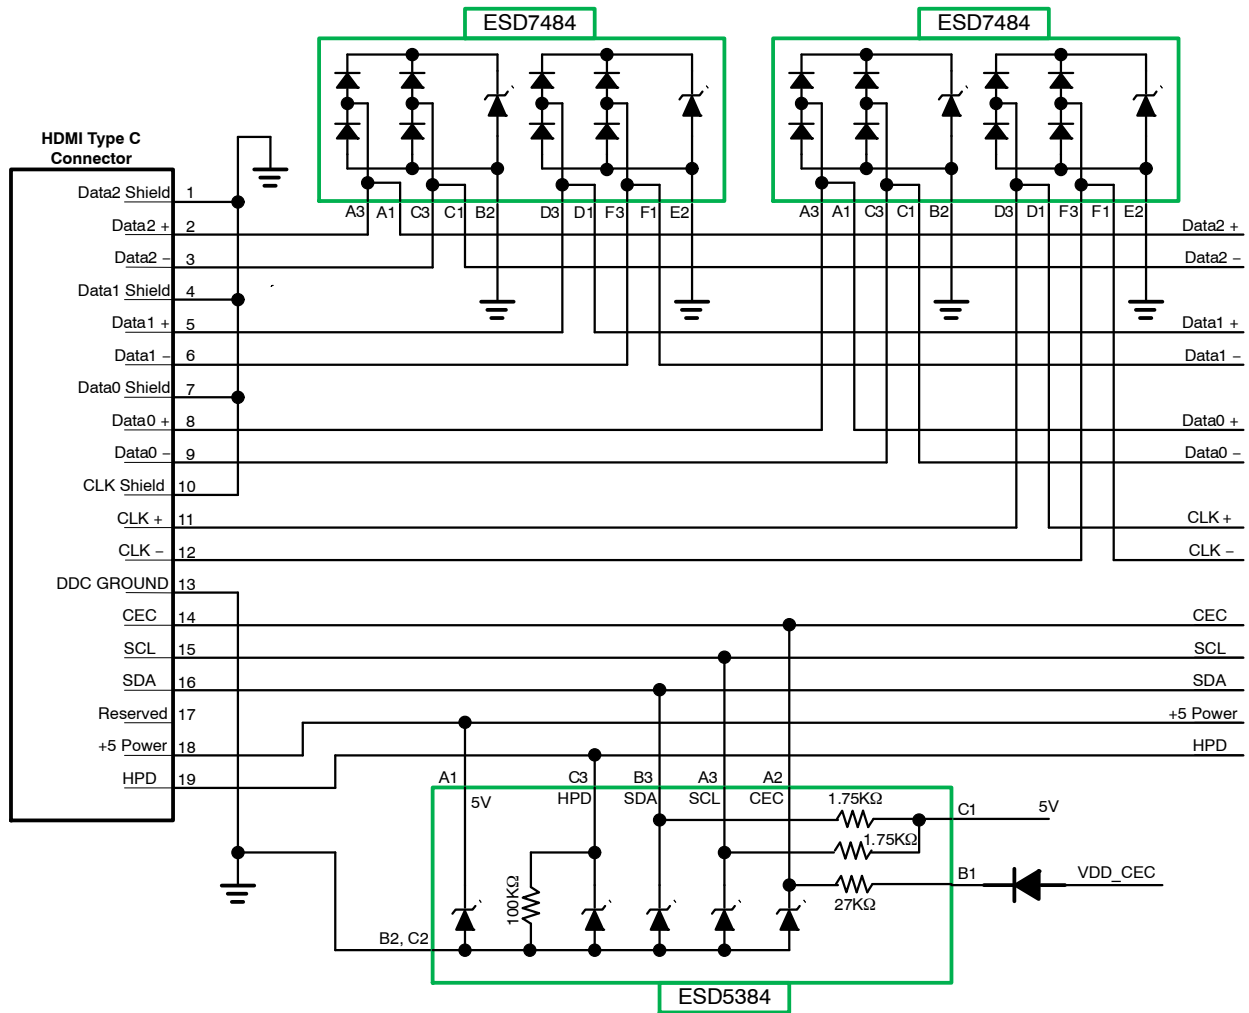 ESD7484
ESD7484
HDMI Type C
Connector
A3 A1 C3 C1 B2 D3 D1 F3 F1 E2
A3 A1 C3 C1 B2 D3 D1 F3 F1 E2
Data2 Shield 1
Data2 + 2
Data2 +
Data2 − 3
Data2 −
Data1 Shield 4
Data1 + 5
Data1 +
Data1 − 6
Data1 −
Data0 Shield 7
Data0 + 8
Data0 +
Data0 − 9
Data0 −
CLK Shield 10
CLK + 11
CLK +
CLK − 12
CLK −
DDC GROUND 13
CEC 14
CEC
SCL 15
SCL
SDA 16
SDA
Reserved 17
+5 Power
+5 Power 18
HPD
HPD 19
A1 C3 B3 A3 A2
5V HPD SDA SCL CEC
1.75KΩ
C1 5V
1.75KΩ
B1 VDD_CEC
27KΩ
100KΩ
B2, C2
ESD5384